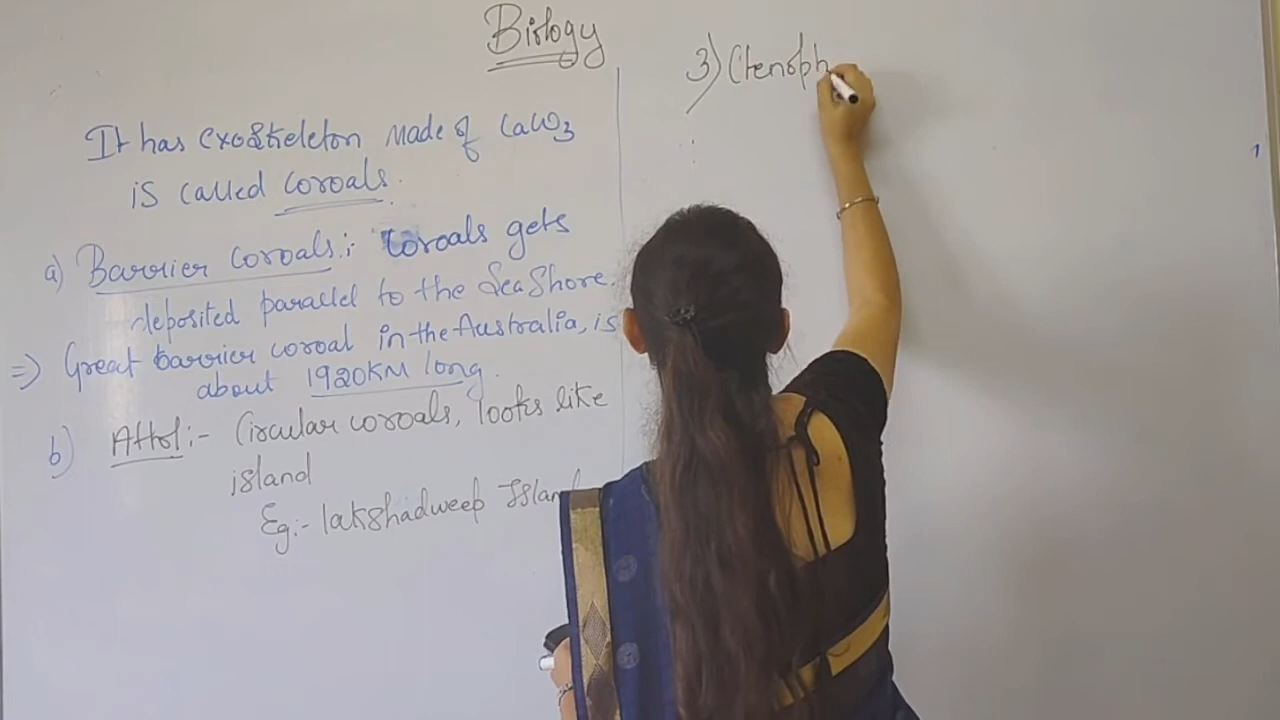 Biology
It has exoskeleton made of CaCO3
is called coroals.
a) Barrier coroals:; coroals gets
deposited parallel to the Sea Shore.
=> Great barrier coroal in the Australia, is
about 1920KM long.
b) Attol:- Circular coroals, looks like
island
Eg:- lakshadweep Island
3) Ctenoph